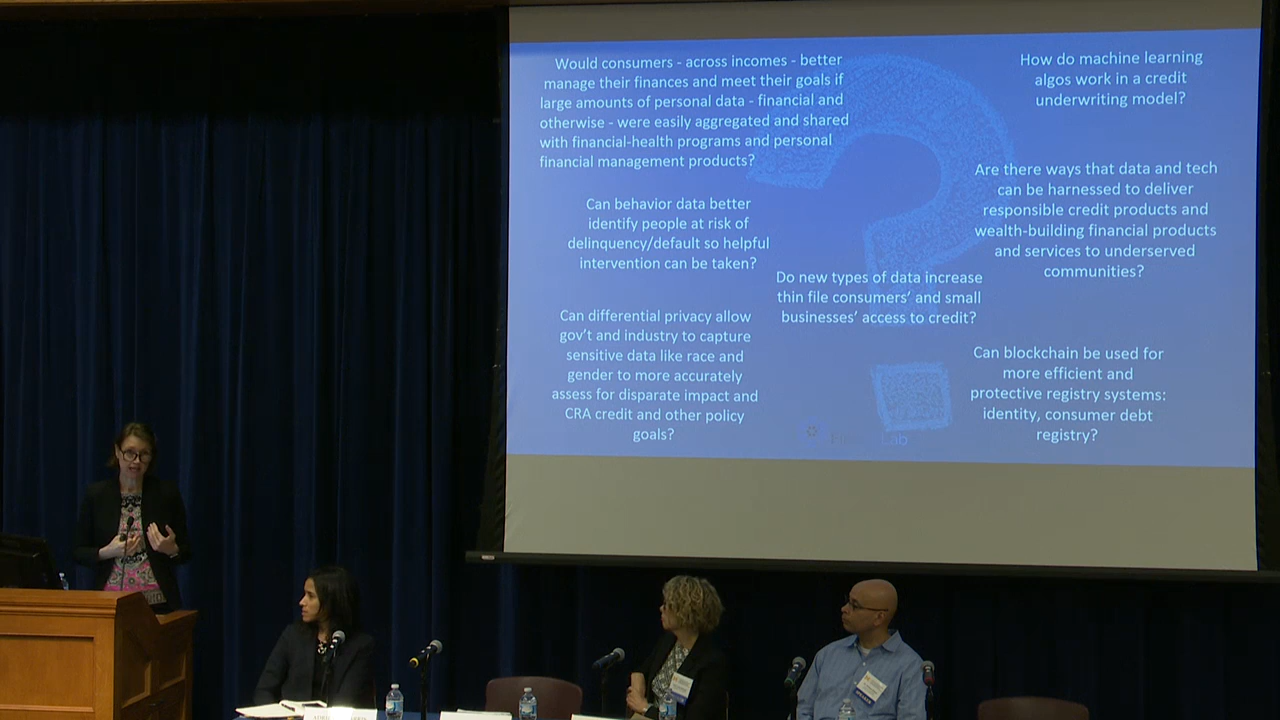 Would consumers - across incomes - better
manage their finances and meet their goals if
large amounts of personal data - financial and
otherwise - were easily aggregated and shared
with financial-health programs and personal
financial management products?
How do machine learning
algos work in a credit
underwriting model?
Are there ways that data and tech
can be harnessed to deliver
responsible credit products and
wealth-building financial products
and services to underserved
communities?
Can behavior data better
identify people at risk of
delinquency/default so helpful
intervention can be taken?
Do new types of data increase
thin file consumers' and small
businesses' access to credit?
Can differential privacy allow
gov't and industry to capture
sensitive data like race and
gender to more accurately
assess for disparate impact and
CRA credit and other policy
goals?
Can blockchain be used for
more efficient and
protective registry systems:
identity, consumer debt
registry?
Lab